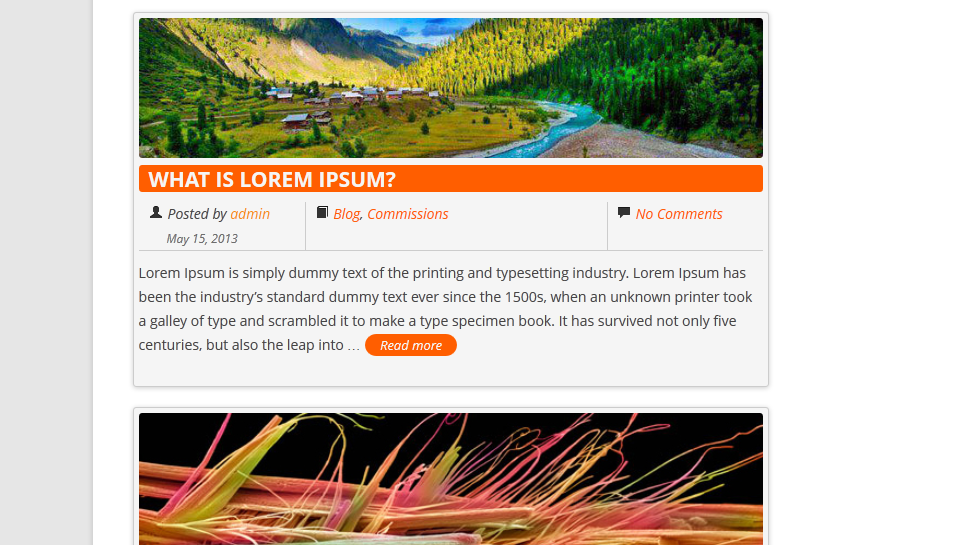 WHAT IS LOREM IPSUM?
Posted by admin
Blog, Commissions
No Comments
May 15, 2013
Lorem Ipsum is simply dummy text of the printing and typesetting industry. Lorem Ipsum has
been the industry’s standard dummy text ever since the 1500s, when an unknown printer took
a galley of type and scrambled it to make a type specimen book. It has survived not only five
centuries, but also the leap into … Read more